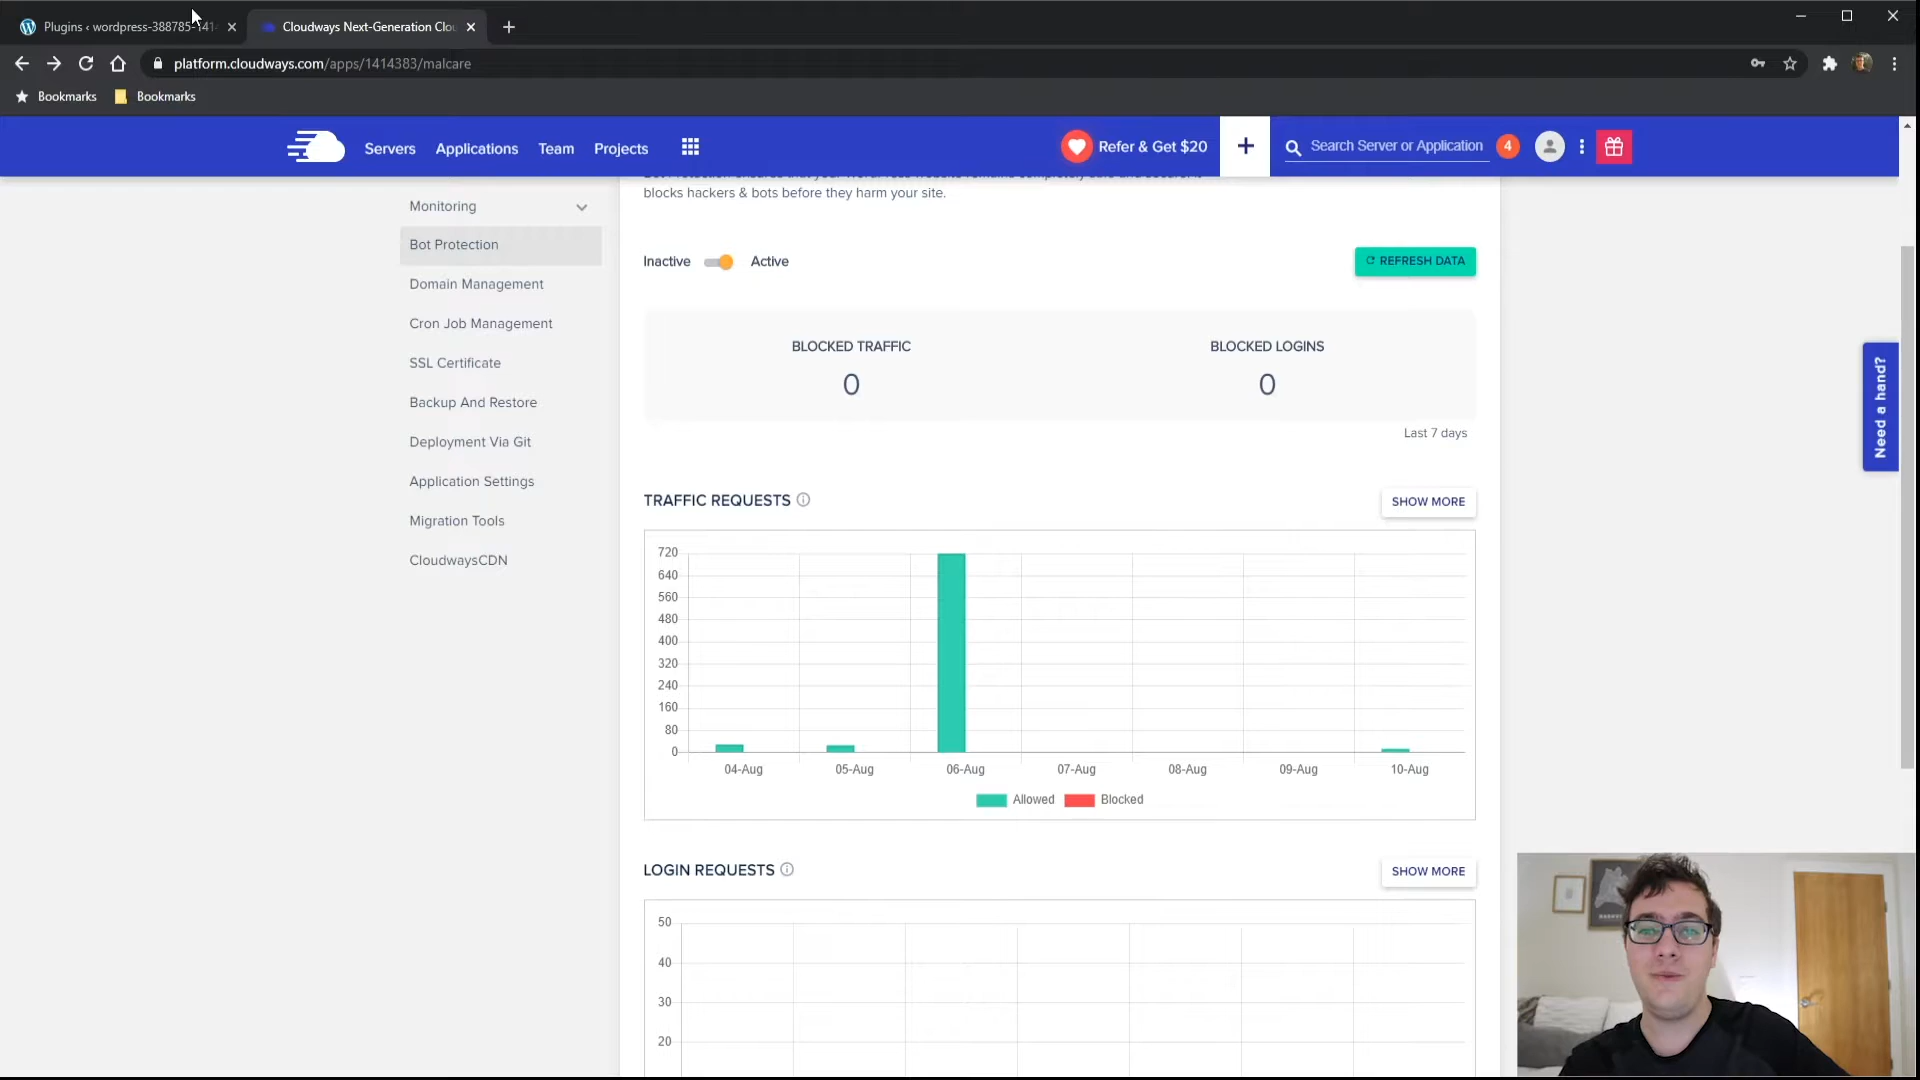 Plugins ‹ wordpress-388785-141
Cloudways Next-Generation Clou
platform.cloudways.com/apps/1414383/malcare
Bookmarks
Bookmarks
Servers
Applications
Team
Projects
Refer & Get $20
+
Search Server or Application
4
blocks hackers & bots before they harm your site.
Monitoring
Bot Protection
Domain Management
Cron Job Management
SSL Certificate
Backup And Restore
Deployment Via Git
Application Settings
Migration Tools
CloudwaysCDN
Inactive
Active
REFRESH DATA
BLOCKED TRAFFIC
0
BLOCKED LOGINS
0
Last 7 days
TRAFFIC REQUESTS
SHOW MORE
720
640
560
480
400
320
240
160
80
0
04-Aug
05-Aug
06-Aug
07-Aug
08-Aug
09-Aug
10-Aug
Allowed
Blocked
LOGIN REQUESTS
SHOW MORE
50
40
30
20
Need a hand?